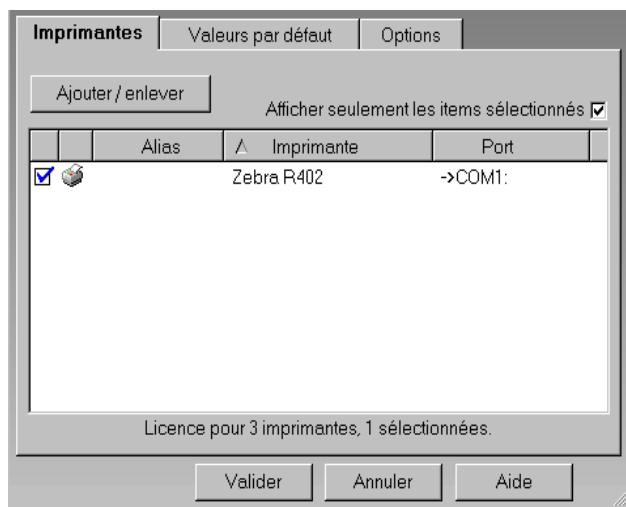 Imprimantes Valeurs par défaut Options
Ajouter / enlever
Afficher seulement les items sélectionnés
Alias Imprimante Port
Zebra R402 ->COM1:
Licence pour 3 imprimantes, 1 sélectionnées.
Valider Annuler Aide